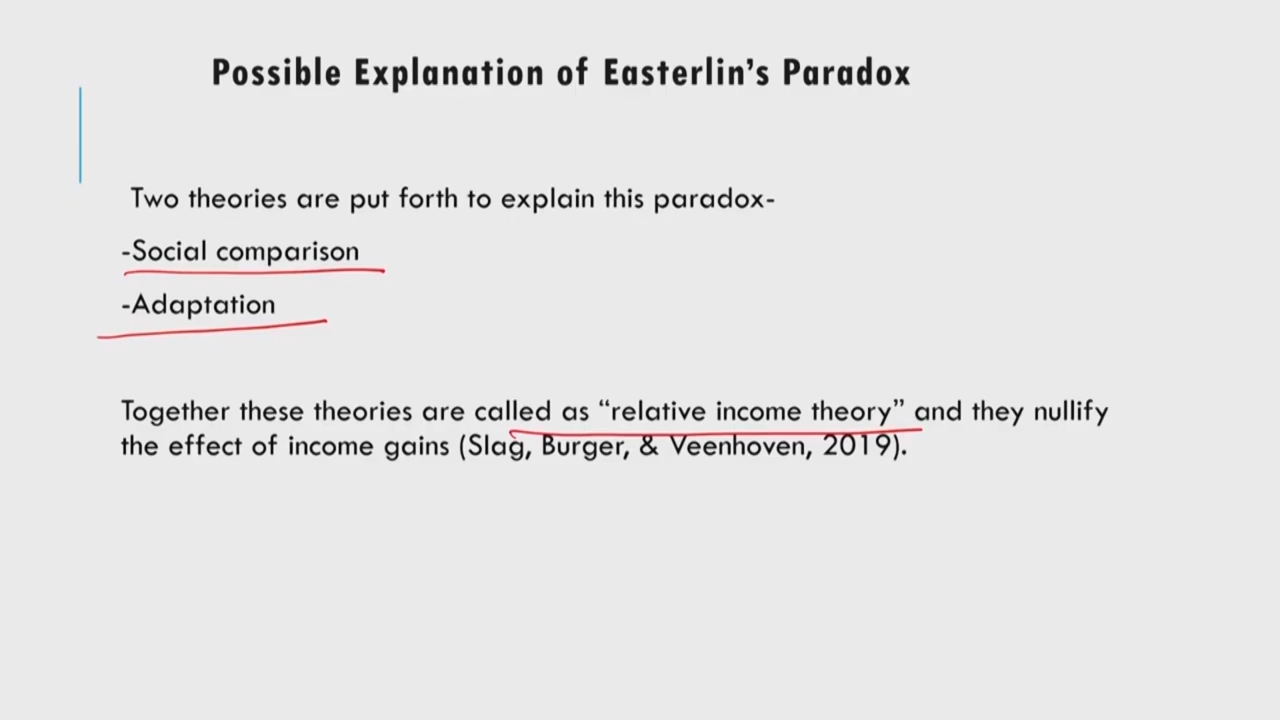 Possible Explanation of Easterlin’s Paradox
Two theories are put forth to explain this paradox-
-Social comparison
-Adaptation
Together these theories are called as “relative income theory” and they nullify
the effect of income gains (Slag, Burger, & Veenhoven, 2019).